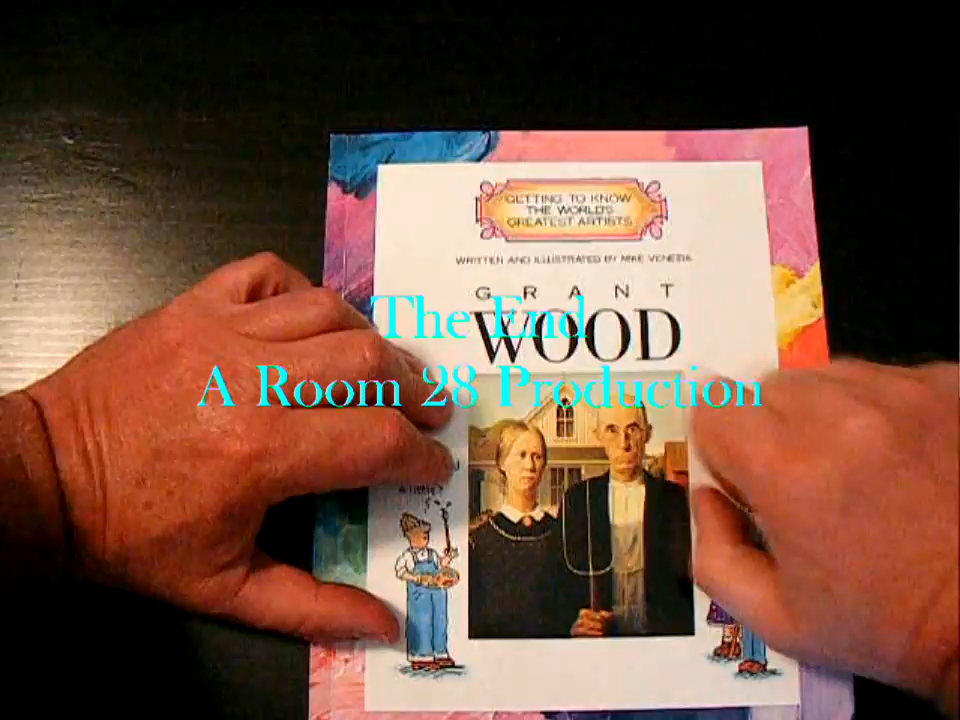 GETTING TO KNOW
THE WORLD'S
GREATEST ARTISTS
WRITTEN AND ILLUSTRATED BY MIKE VENEZIA
GRANT
WOOD
The End
A Room 28 Production
A little?